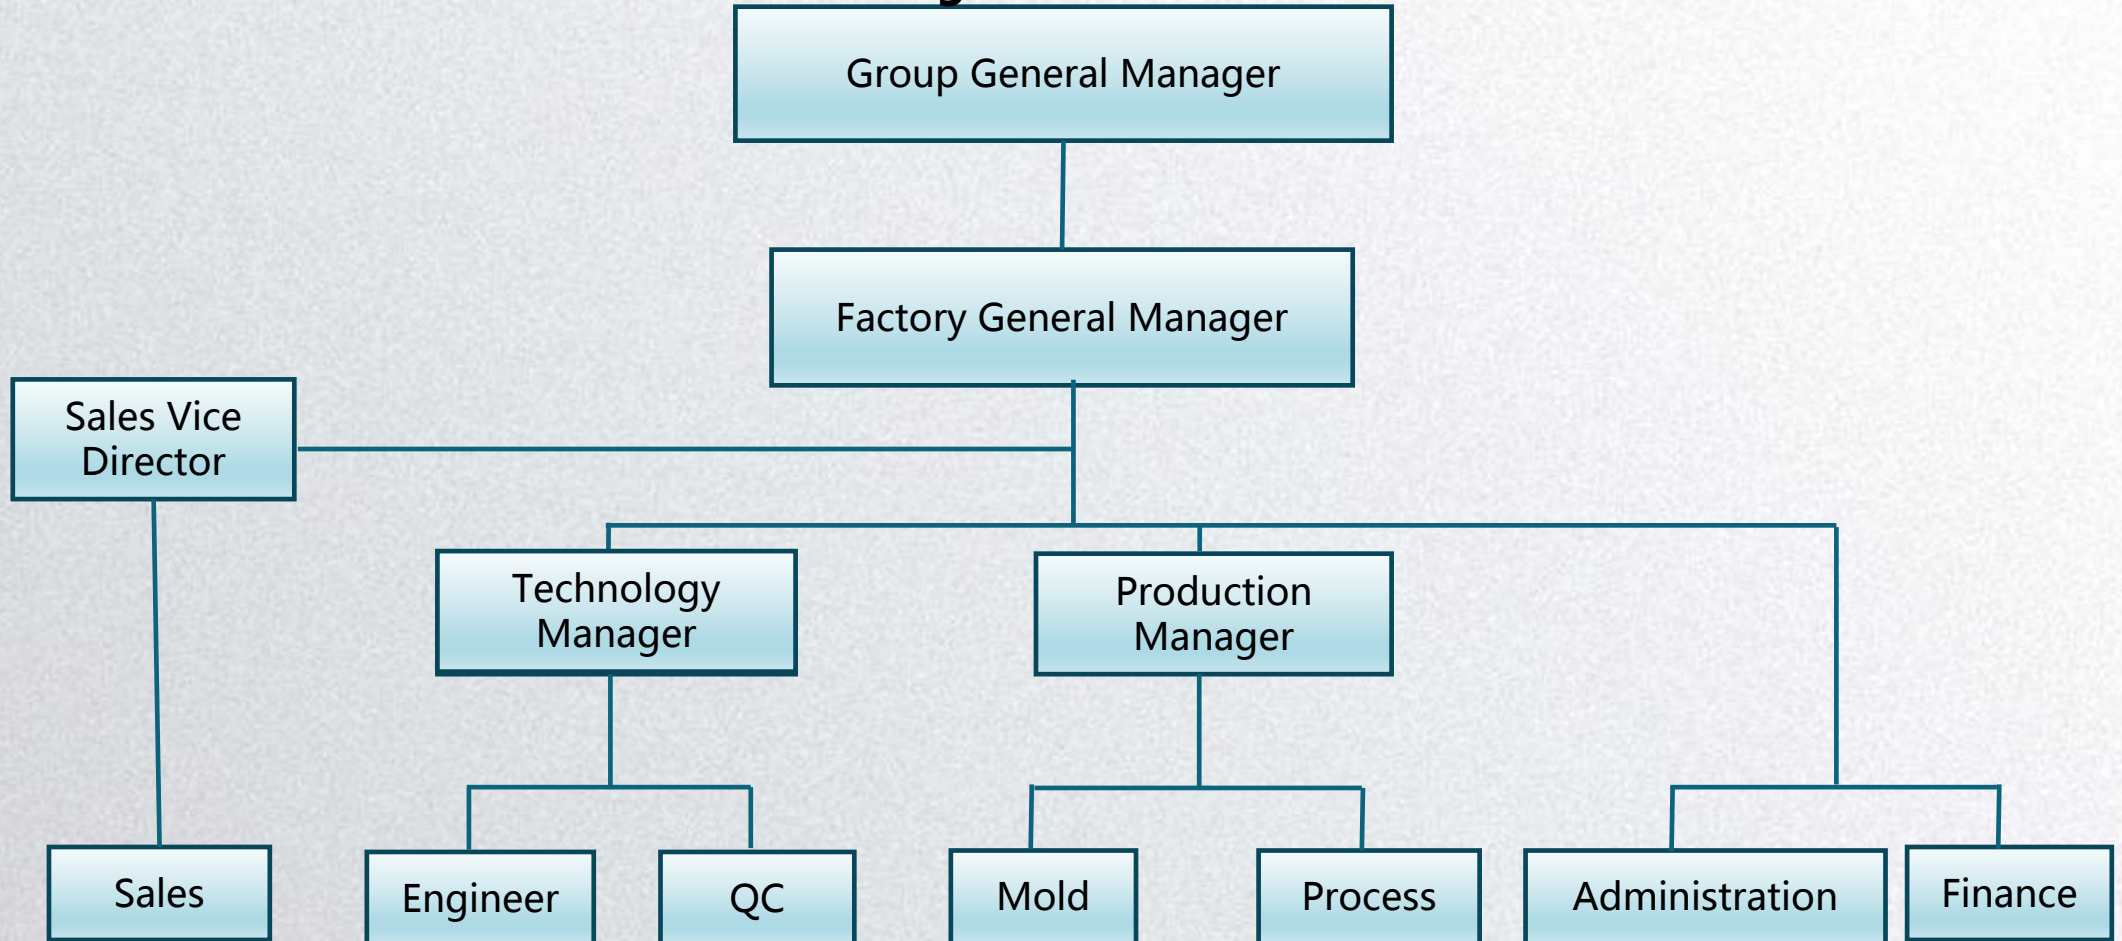 Group General Manager
Factory General Manager
Sales Vice
Director
Technology
Manager
Production
Manager
Sales
Engineer
QC
Mold
Process
Administration
Finance